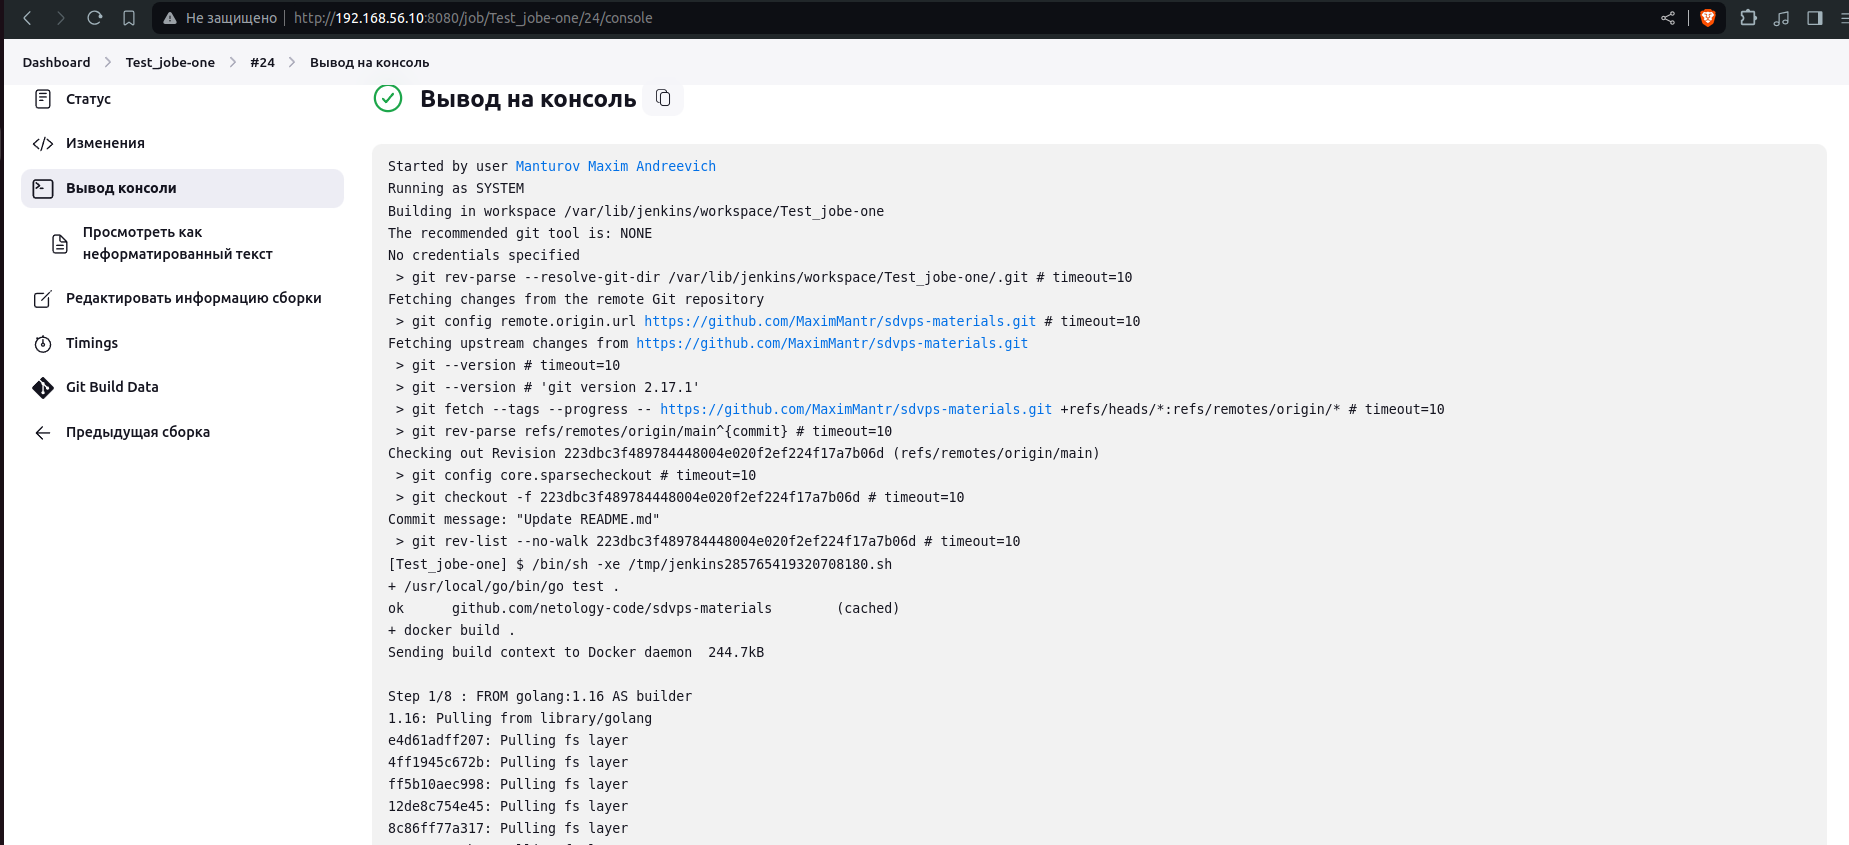 Не защищено http://192.168.56.10:8080/job/Test_jobe-one/24/console
Dashboard Test_jobe-one #24 Вывод на консоль
Статус
Изменения
Вывод консоли
Просмотреть как
неформатированный текст
Редактировать информацию сборки
Timings
Git Build Data
Предыдущая сборка
Вывод на консоль
Started by user Manturov Maxim Andreevich
Running as SYSTEM
Building in workspace /var/lib/jenkins/workspace/Test_jobe-one
The recommended git tool is: NONE
No credentials specified
> git rev-parse --resolve-git-dir /var/lib/jenkins/workspace/Test_jobe-one/.git # timeout=10
Fetching changes from the remote Git repository
> git config remote.origin.url https://github.com/MaximMantr/sdvps-materials.git # timeout=10
Fetching upstream changes from https://github.com/MaximMantr/sdvps-materials.git
> git --version # timeout=10
> git --version # 'git version 2.17.1'
> git fetch --tags --progress -- https://github.com/MaximMantr/sdvps-materials.git +refs/heads/*:refs/remotes/origin/* # timeout=10
> git rev-parse refs/remotes/origin/main^{commit} # timeout=10
Checking out Revision 223dbc3f489784448004e020f2ef224f17a7b06d (refs/remotes/origin/main)
> git config core.sparsecheckout # timeout=10
> git checkout -f 223dbc3f489784448004e020f2ef224f17a7b06d # timeout=10
Commit message: "Update README.md"
> git rev-list --no-walk 223dbc3f489784448004e020f2ef224f17a7b06d # timeout=10
[Test_jobe-one] $ /bin/sh -xe /tmp/jenkins285765419320708180.sh
+ /usr/local/go/bin/go test .
ok github.com/netology-code/sdvps-materials (cached)
+ docker build .
Sending build context to Docker daemon 244.7kB
Step 1/8 : FROM golang:1.16 AS builder
1.16: Pulling from library/golang
e4d61adff207: Pulling fs layer
4ff1945c672b: Pulling fs layer
ff5b10aec998: Pulling fs layer
12de8c754e45: Pulling fs layer
8c86ff77a317: Pulling fs layer